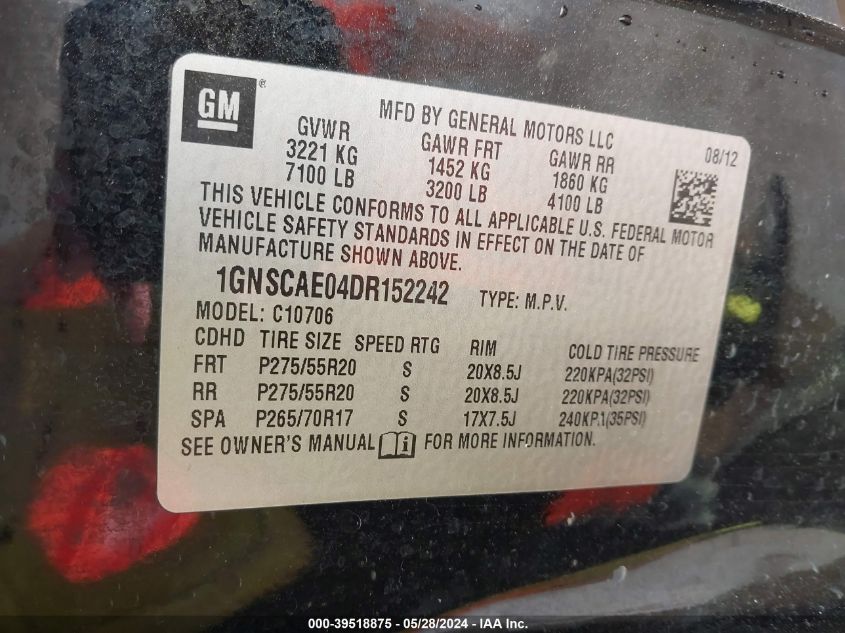 GM ®
MFD BY GENERAL MOTORS LLC
08/12
GVWR GAWR FRT GAWR RR
3221 KG 1452 KG 1860 KG
7100 LB 3200 LB 4100 LB
THIS VEHICLE CONFORMS TO ALL APPLICABLE U.S. FEDERAL MOTOR
VEHICLE SAFETY STANDARDS IN EFFECT ON THE DATE OF
MANUFACTURE SHOWN ABOVE.
1GNSCAE04DR152242 TYPE: M.P.V.
MODEL: C10706
CDHD TIRE SIZE SPEED RTG RIM COLD TIRE PRESSURE
FRT P275/55R20 S 20X8.5J 220KPA(32PSI)
RR P275/55R20 S 20X8.5J 220KPA(32PSI)
SPA P265/70R17 S 17X7.5J 240KPA(35PSI)
SEE OWNER'S MANUAL i FOR MORE INFORMATION.
000-39518875 - 05/28/2024 - IAA Inc.